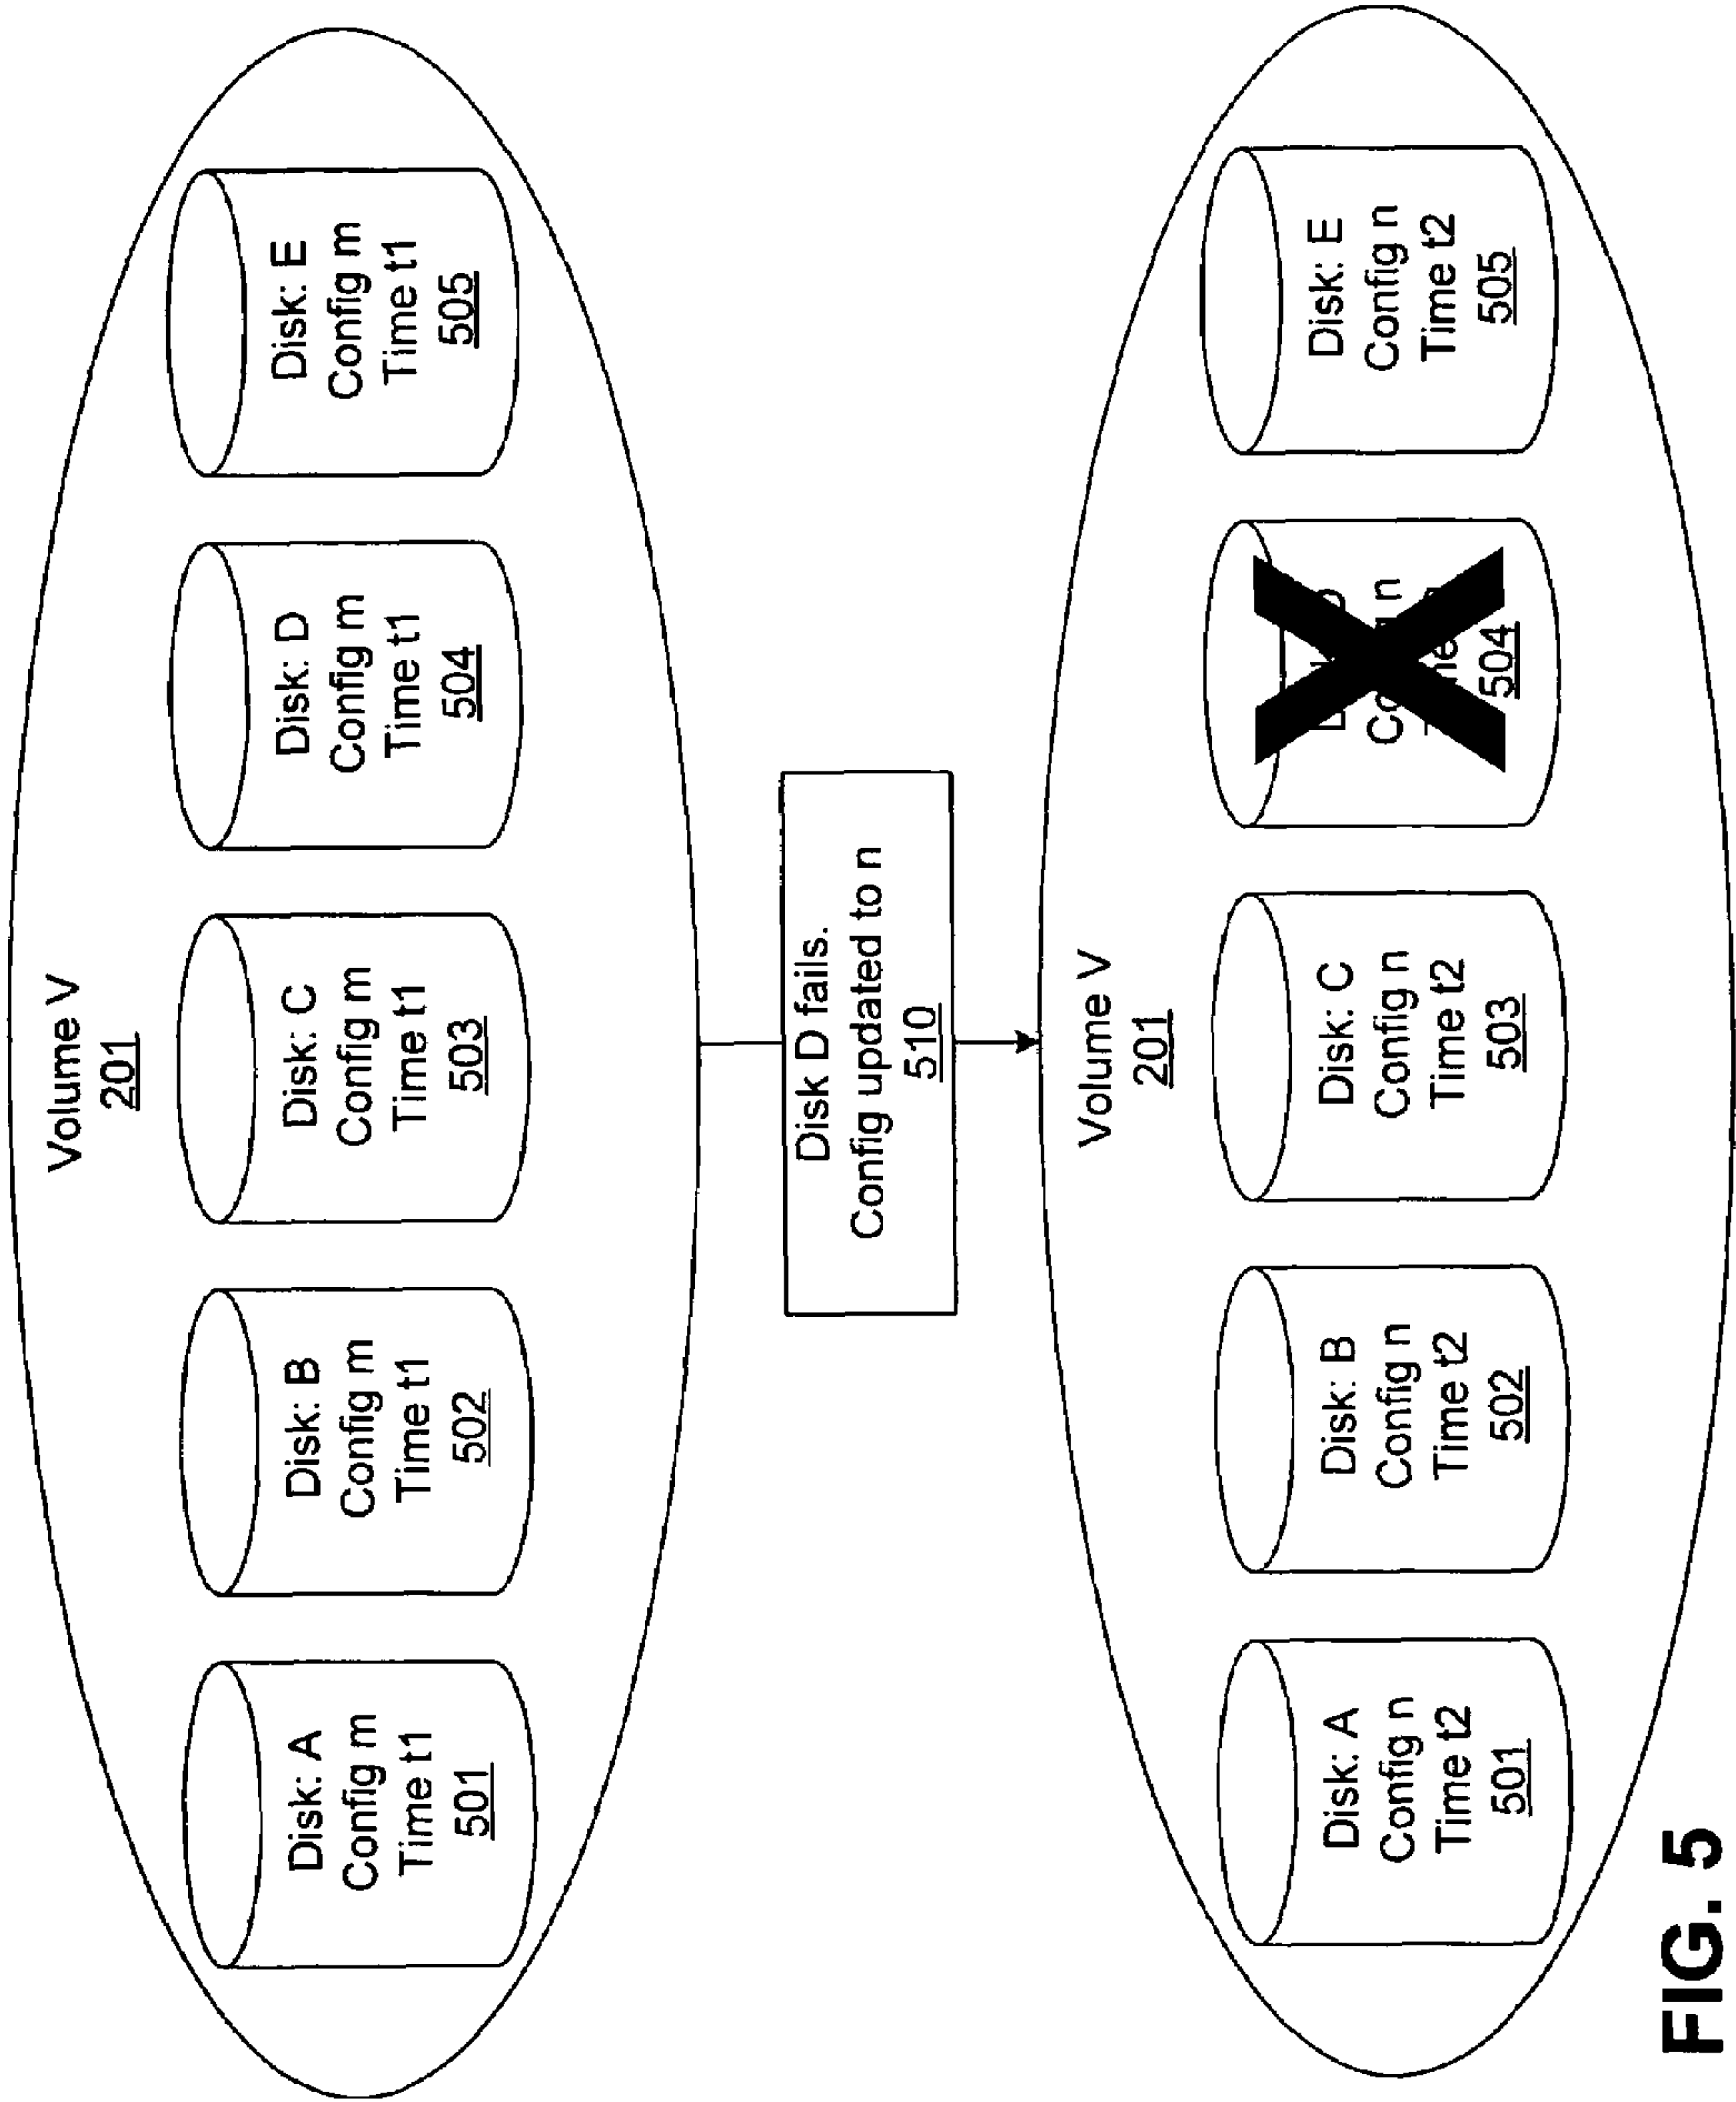 Volume V
201
Disk: A
Config m
Time t1
501
Disk: B
Config m
Time t1
502
Disk: C
Config m
Time t1
503
Disk: D
Config m
Time t1
504
Disk: E
Config m
Time t1
505
Disk D fails.
Config updated to n
510
Volume V
201
Disk: A
Config n
Time t2
501
Disk: B
Config n
Time t2
502
Disk: C
Config n
Time t2
503
n
504
Disk: E
Config n
Time t2
505
FIG. 5